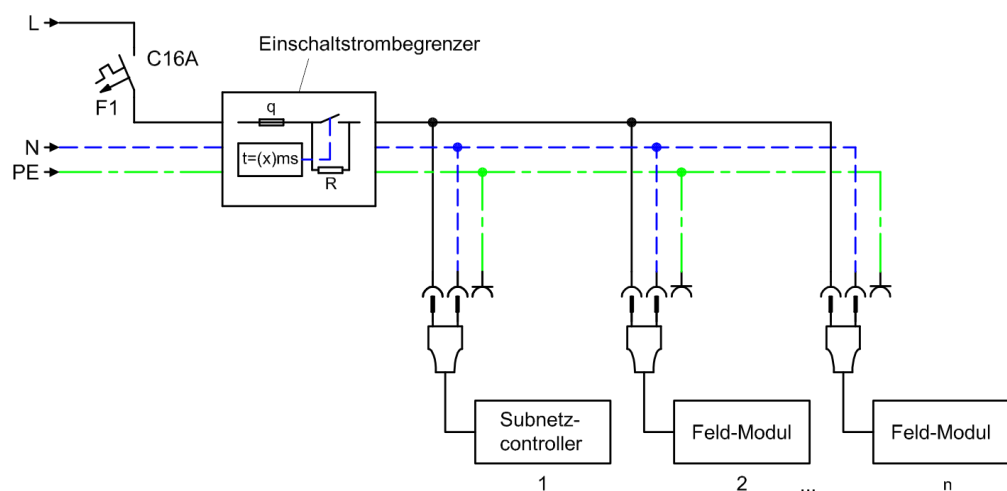 L
C16A
F1
Einschaltstrombegrenzer
q
N
t=(x)ms
PE
R
Subnetz-
controller
Feld-Modul
Feld-Modul
1
2
...
n